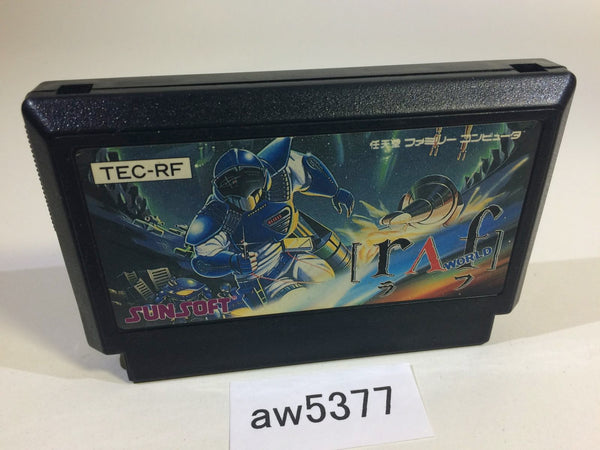 任天堂 ファミリーコンピュータ
TEC-RF
[rAf]
WORLD
ラフ
SUNSOFT
aw5377